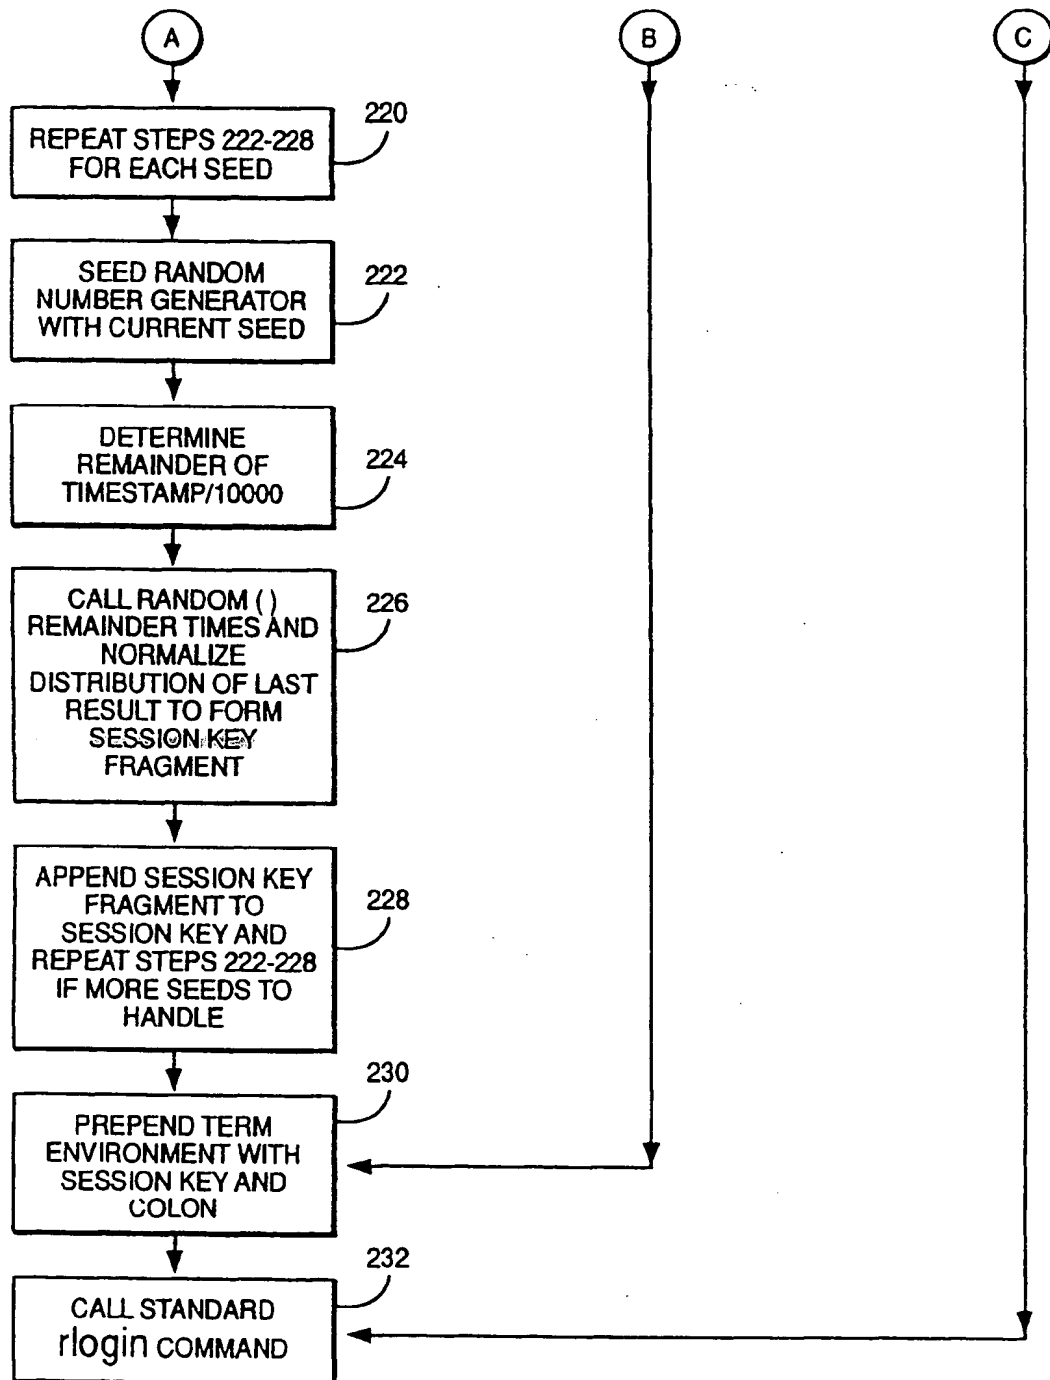 A
B
C
REPEAT STEPS 222-228
FOR EACH SEED
220
SEED RANDOM
NUMBER GENERATOR
WITH CURRENT SEED
222
DETERMINE
REMAINDER OF
TIMESTAMP/10000
224
CALL RANDOM ( )
REMAINDER TIMES AND
NORMALIZE
DISTRIBUTION OF LAST
RESULT TO FORM
SESSION KEY
FRAGMENT
226
APPEND SESSION KEY
FRAGMENT TO
SESSION KEY AND
REPEAT STEPS 222-228
IF MORE SEEDS TO
HANDLE
228
PREPEND TERM
ENVIRONMENT WITH
SESSION KEY AND
COLON
230
CALL STANDARD
rlogin COMMAND
232